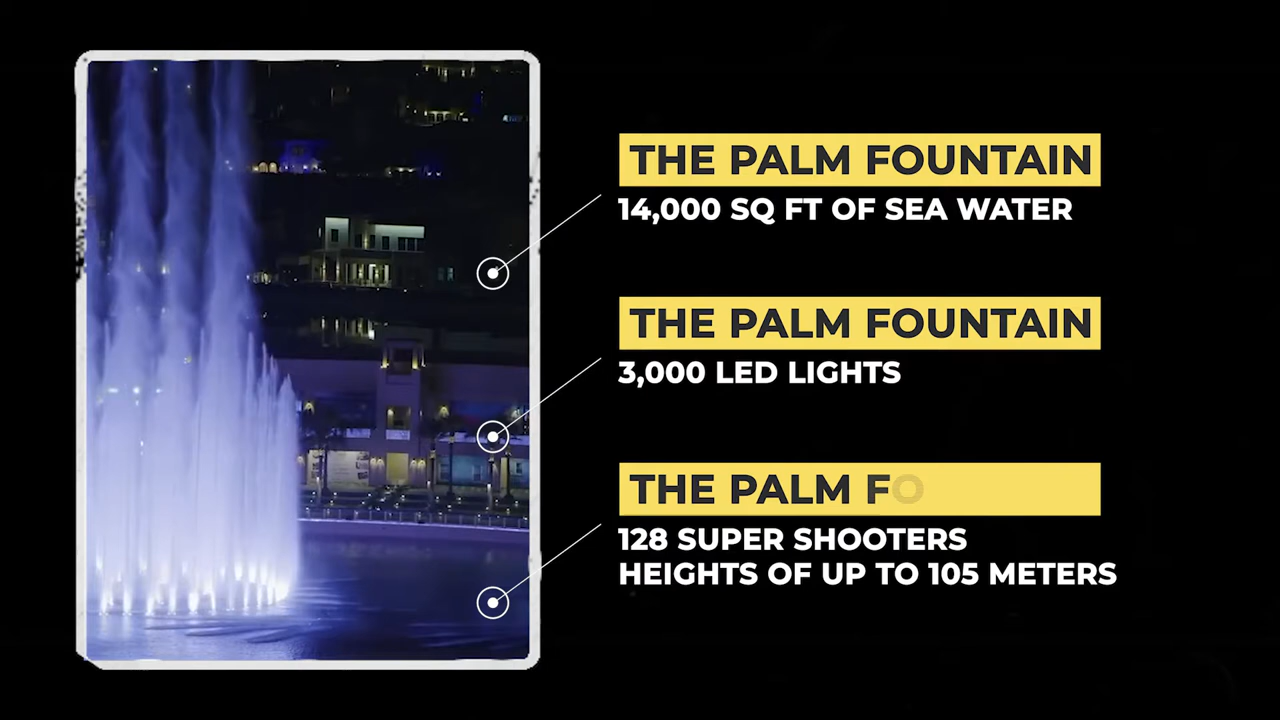 THE PALM FOUNTAIN
14,000 SQ FT OF SEA WATER
THE PALM FOUNTAIN
3,000 LED LIGHTS
THE PALM FO
128 SUPER SHOOTERS
HEIGHTS OF UP TO 105 METERS